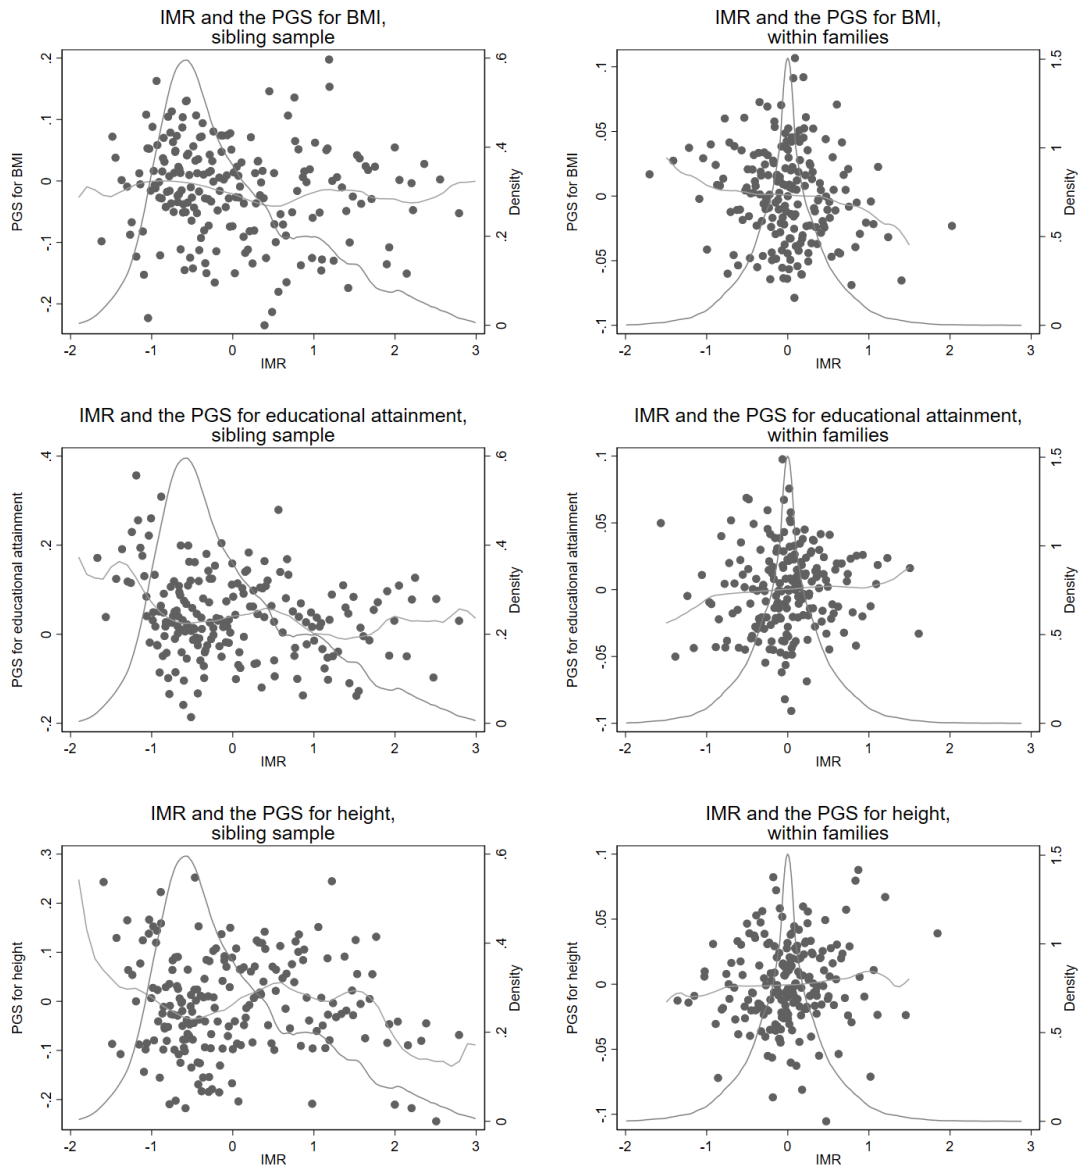 IMR and the PGS for BMI,
sibling sample
.2
.1
0
-.1
-.2
PGS for BMI
.6
.4
.2
0
Density
-2 -1 0 1 2 3
IMR
IMR and the PGS for BMI,
within families
.1
.05
0
-.05
-.1
PGS for BMI
1.5
1
.5
0
Density
-2 -1 0 1 2 3
IMR
IMR and the PGS for educational attainment,
sibling sample
.4
.2
0
-.2
PGS for educational attainment
.6
.4
.2
0
Density
-2 -1 0 1 2 3
IMR
IMR and the PGS for educational attainment,
within families
.1
.05
0
-.05
-.1
PGS for educational attainment
1.5
1
.5
0
Density
-2 -1 0 1 2 3
IMR
IMR and the PGS for height,
sibling sample
.3
.2
.1
0
-.1
-.2
PGS for height
.6
.4
.2
0
Density
-2 -1 0 1 2 3
IMR
IMR and the PGS for height,
within families
.1
.05
0
-.05
-.1
PGS for height
1.5
1
.5
0
Density
-2 -1 0 1 2 3
IMR